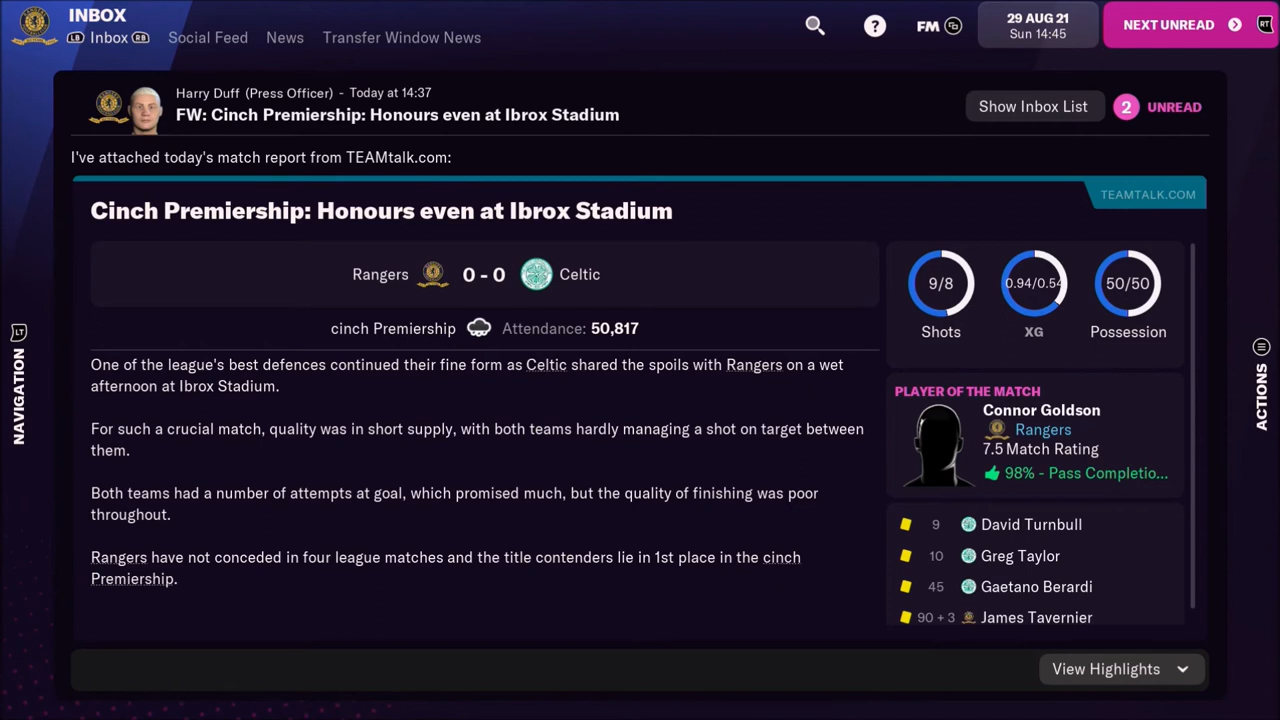 INBOX
LB Inbox RB Social Feed News Transfer Window News
FM
29 AUG 21
Sun 14:45
NEXT UNREAD
RT
Harry Duff (Press Officer) - Today at 14:37
FW: Cinch Premiership: Honours even at Ibrox Stadium
Show Inbox List
2 UNREAD
I've attached today's match report from TEAMtalk.com:
TEAMTALK.COM
Cinch Premiership: Honours even at Ibrox Stadium
Rangers 0 - 0 Celtic
cinch Premiership Attendance: 50,817
One of the league's best defences continued their fine form as Celtic shared the spoils with Rangers on a wet
afternoon at Ibrox Stadium.
For such a crucial match, quality was in short supply, with both teams hardly managing a shot on target between
them.
Both teams had a number of attempts at goal, which promised much, but the quality of finishing was poor
throughout.
Rangers have not conceded in four league matches and the title contenders lie in 1st place in the cinch
Premiership.
9/8 0.94/0.54 50/50
Shots XG Possession
PLAYER OF THE MATCH
Connor Goldson
Rangers
7.5 Match Rating
98% - Pass Completio...
9 David Turnbull
10 Greg Taylor
45 Gaetano Berardi
90 + 3 James Tavernier
View Highlights
LT
NAVIGATION
ACTIONS